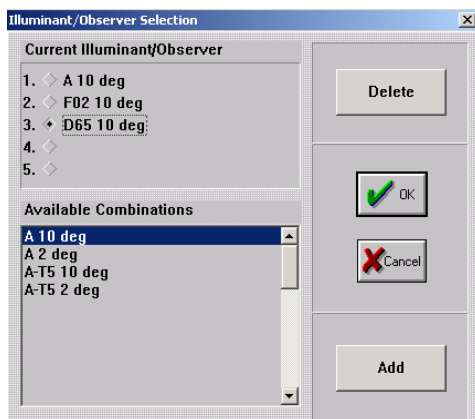 Illuminant/Observer Selection
Current Illuminant/Observer
1. A 10 deg
2. F02 10 deg
3. D65 10 deg
4.
5.
Available Combinations
A 10 deg
A 2 deg
A-T5 10 deg
A-T5 2 deg
Delete
OK
Cancel
Add